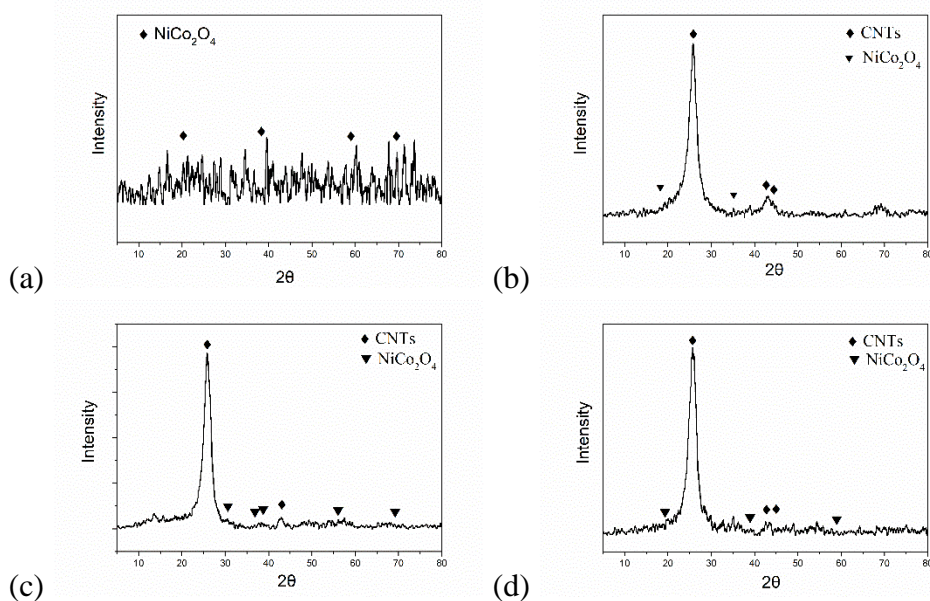 ◆ NiCo₂O₄
Intensity
10 20 30 40 50 60 70 80
2θ
(a)
◆ CNTs
▼ NiCo₂O₄
Intensity
10 20 30 40 50 60 70 80
2θ
(b)
◆ CNTs
▼ NiCo₂O₄
Intensity
10 20 30 40 50 60 70 80
2θ
(c)
◆ CNTs
▼ NiCo₂O₄
Intensity
10 20 30 40 50 60 70 80
2θ
(d)